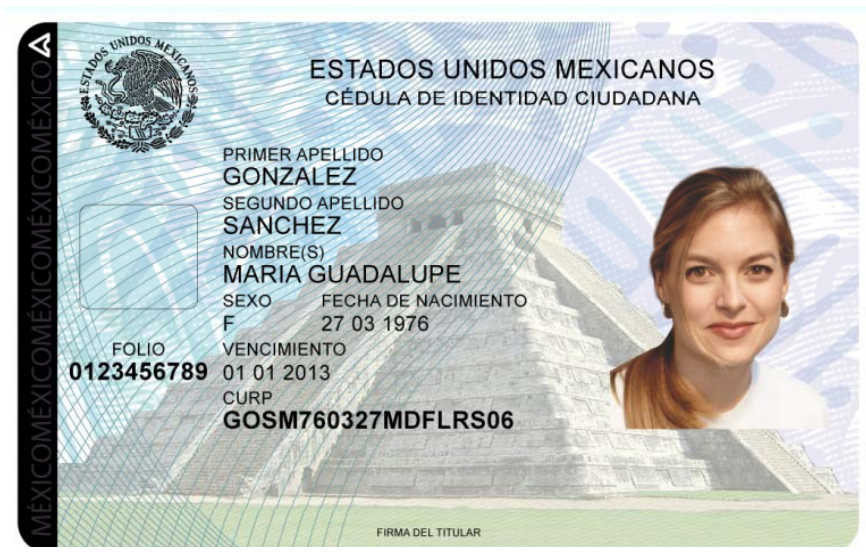 ESTADOS UNIDOS MEXICANOS
ESTADOS UNIDOS MEXICANOS
CÉDULA DE IDENTIDAD CIUDADANA
PRIMER APELLIDO
GONZALEZ
SEGUNDO APELLIDO
SANCHEZ
NOMBRE(S)
MARIA GUADALUPE
SEXO FECHA DE NACIMIENTO
F 27 03 1976
FOLIO VENCIMIENTO
0123456789 01 01 2013
CURP
GOSM760327MDFLRS06
FIRMA DEL TITULAR
MÉXICOMÉXICOMÉXICOMÉXICOMÉXICOMÉXICO